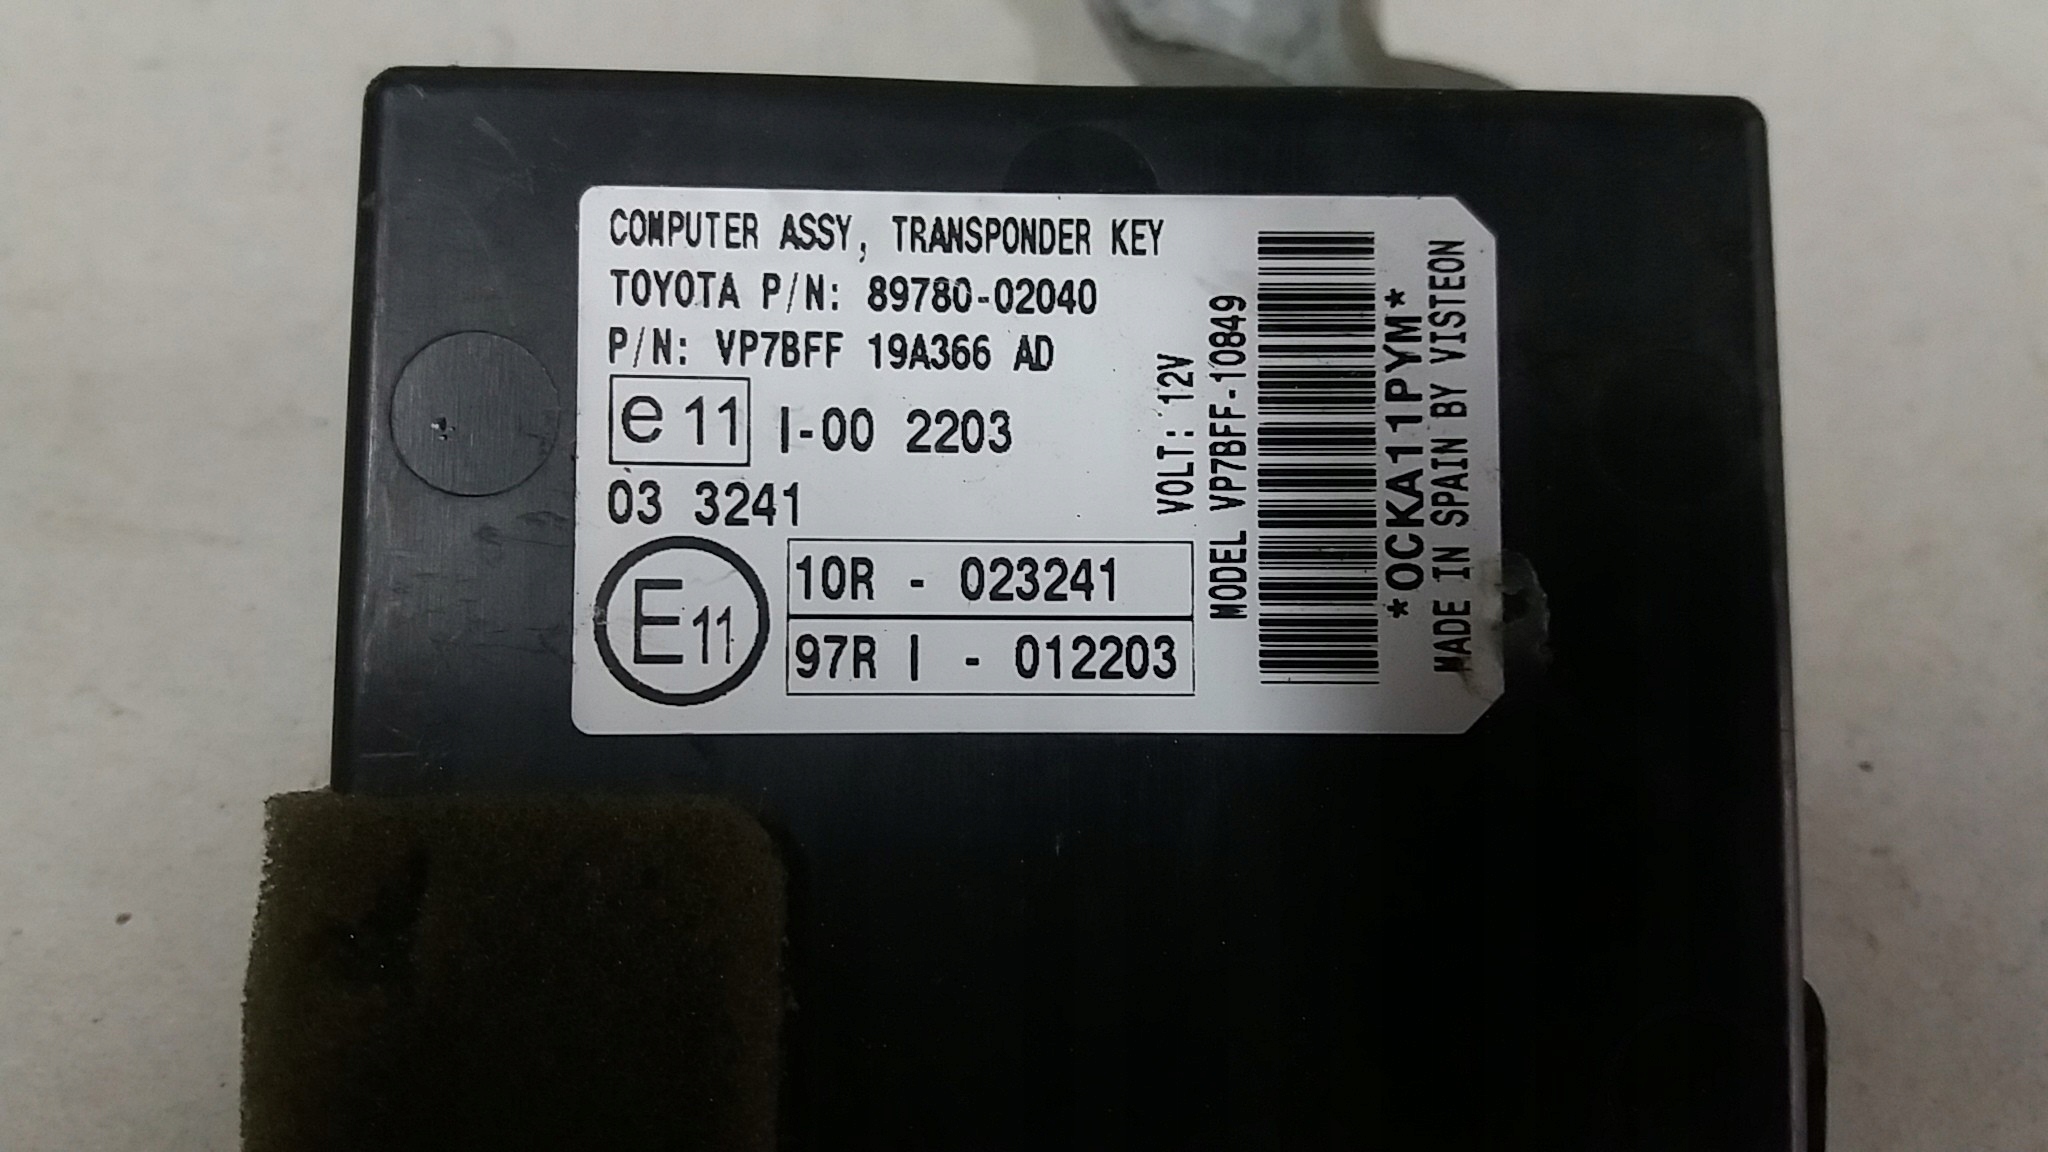 COMPUTER ASSY, TRANSPONDER KEY
TOYOTA P/N: 89780-02040
P/N: VP7BFF 19A366 AD
e 11 I-00 2203
03 3241
E11
10R - 023241
97R I - 012203
VOLT: 12V
MODEL VP7BFF-10849
*0CKA11PYM*
MADE IN SPAIN BY VISTEON